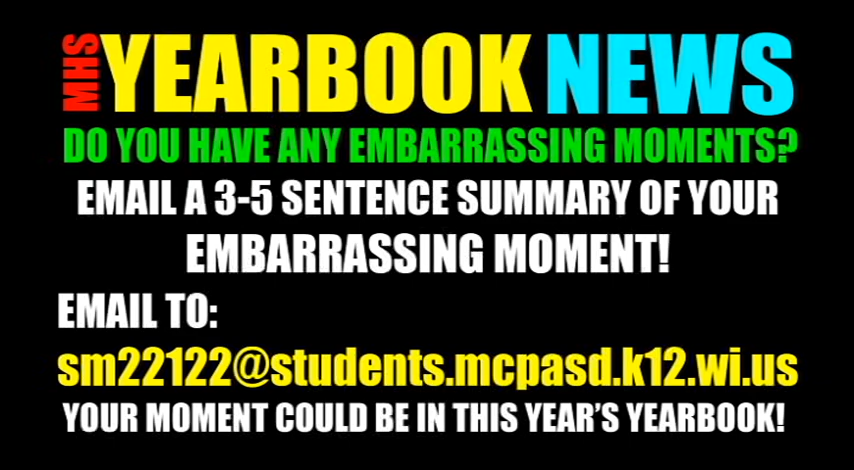 MHS YEARBOOK NEWS
DO YOU HAVE ANY EMBARRASSING MOMENTS?
EMAIL A 3-5 SENTENCE SUMMARY OF YOUR
EMBARRASSING MOMENT!
EMAIL TO:
sm22122@students.mcpasd.k12.wi.us
YOUR MOMENT COULD BE IN THIS YEAR'S YEARBOOK!